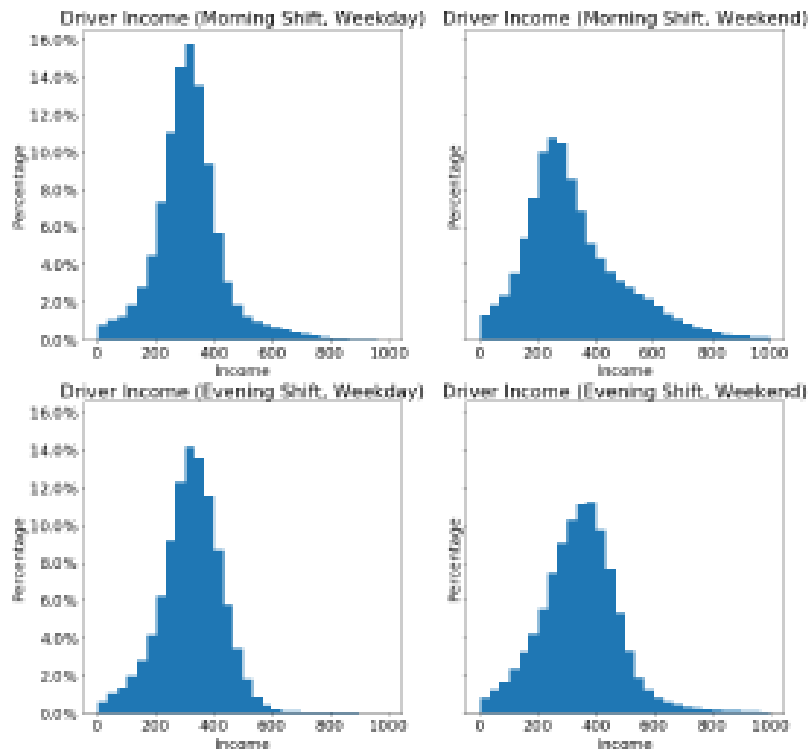 Driver Income (Morning Shift, Weekday)
16.0%
14.0%
12.0%
10.0%
8.0%
6.0%
4.0%
2.0%
0.0%
Percentage
0 200 400 600 800 1000
Income
Driver Income (Morning Shift, Weekend)
Percentage
0 200 400 600 800 1000
Income
Driver Income (Evening Shift, Weekday)
16.0%
14.0%
12.0%
10.0%
8.0%
6.0%
4.0%
2.0%
0.0%
Percentage
0 200 400 600 800 1000
Income
Driver Income (Evening Shift, Weekend)
Percentage
0 200 400 600 800 1000
Income